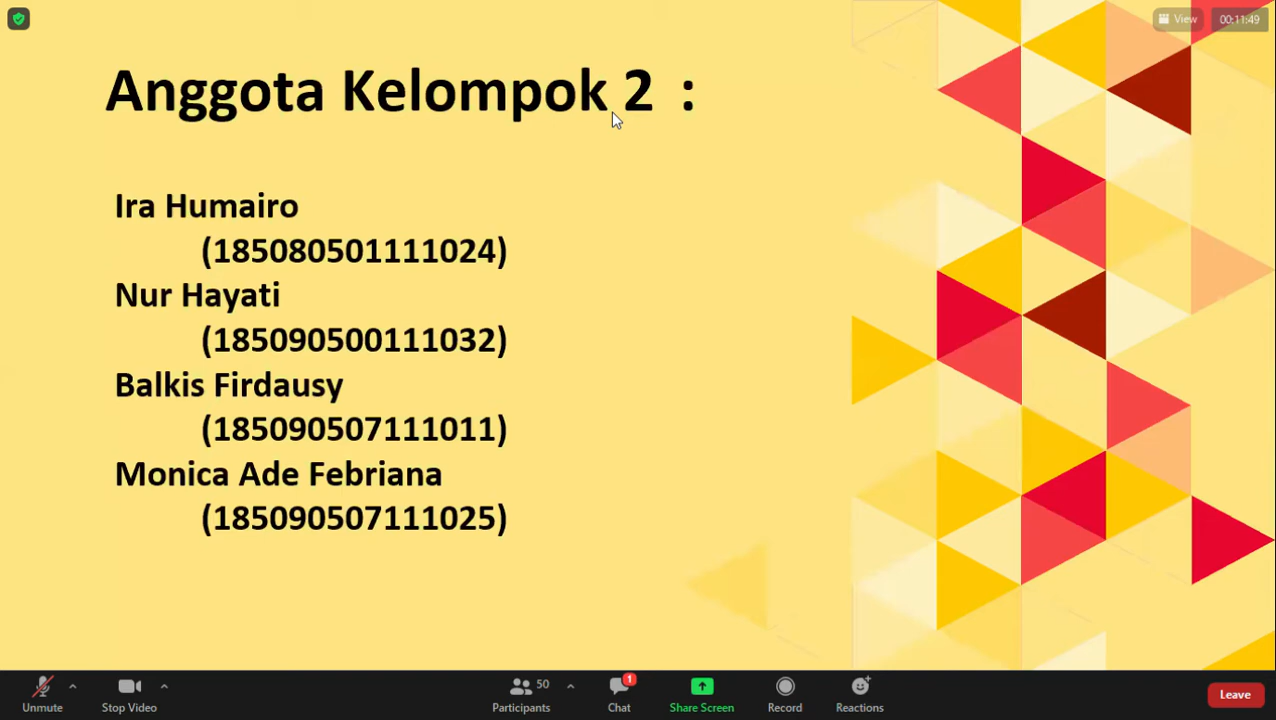 View
00:11:49
Anggota Kelompok 2 :
Ira Humairo
(185080501111024)
Nur Hayati
(185090500111032)
Balkis Firdausy
(185090507111011)
Monica Ade Febriana
(185090507111025)
50
1
Unmute
Stop Video
Participants
Chat
Share Screen
Record
Reactions
Leave